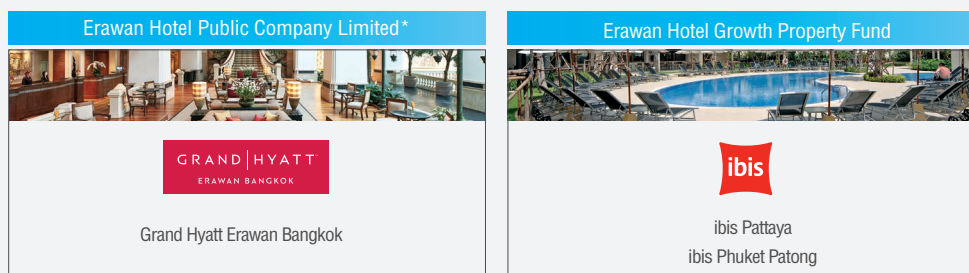 Erawan Hotel Public Company Limited*
GRAND | HYATT™
ERAWAN BANGKOK
Grand Hyatt Erawan Bangkok
Erawan Hotel Growth Property Fund
ibis
ibis Pattaya
ibis Phuket Patong